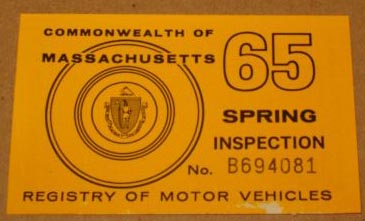 COMMONWEALTH OF
MASSACHUSETTS
65
SPRING
INSPECTION
No. B694081
REGISTRY OF MOTOR VEHICLES